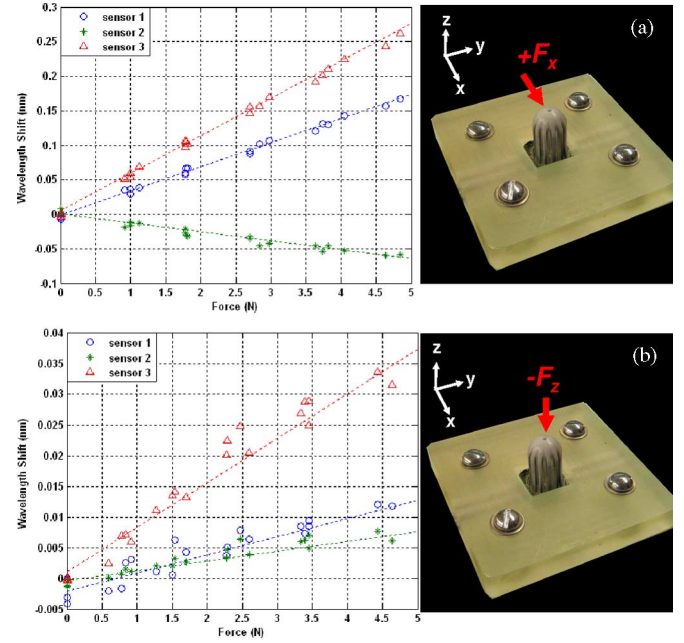 0.3
sensor 1
sensor 2
sensor 3
0.25
0.2
0.15
0.1
0.05
0
-0.05
-0.1
Wavelength Shift (nm)
0 0.5 1 1.5 2 2.5 3 3.5 4 4.5 5
Force (N)
(a)
z
y
x
+Fx
0.04
sensor 1
sensor 2
sensor 3
0.035
0.03
0.025
0.02
0.015
0.01
0.005
0
-0.005
Wavelength Shift (nm)
0 0.5 1 1.5 2 2.5 3 3.5 4 4.5 5
Force (N)
(b)
z
y
x
-Fz